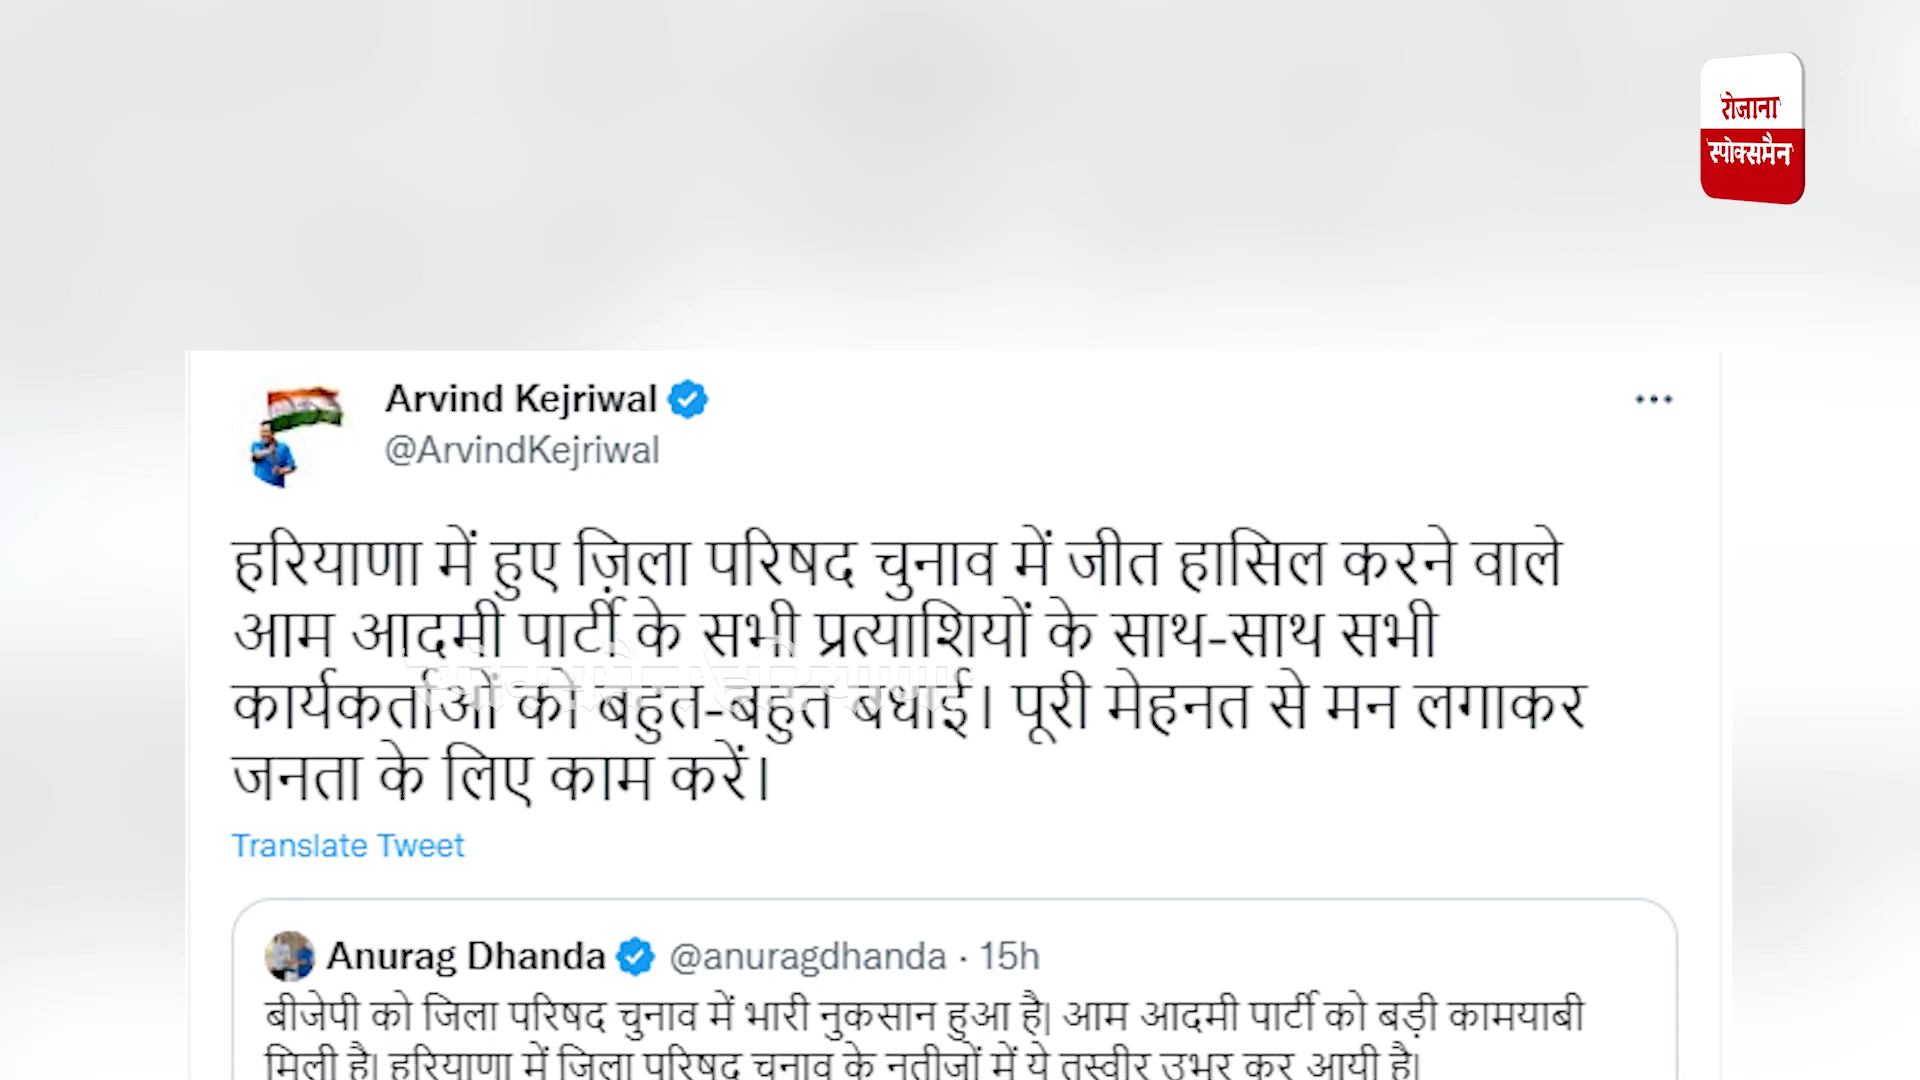 रोजाना
स्पोक्समैन
Arvind Kejriwal
@ArvindKejriwal
हरियाणा में हुए ज़िला परिषद चुनाव में जीत हासिल करने वाले
आम आदमी पार्टी के सभी प्रत्याशियों के साथ-साथ सभी
कार्यकर्ताओं को बहुत-बहुत बधाई। पूरी मेहनत से मन लगाकर
जनता के लिए काम करें।
Translate Tweet
Anurag Dhanda @anuragdhanda · 15h
बीजेपी को जिला परिषद चुनाव में भारी नुकसान हुआ है। आम आदमी पार्टी को बड़ी कामयाबी
मिली है। हरियाणा में जिला परिषद चुनाव के नतीजों में ये तस्वीर उभर कर आयी है।